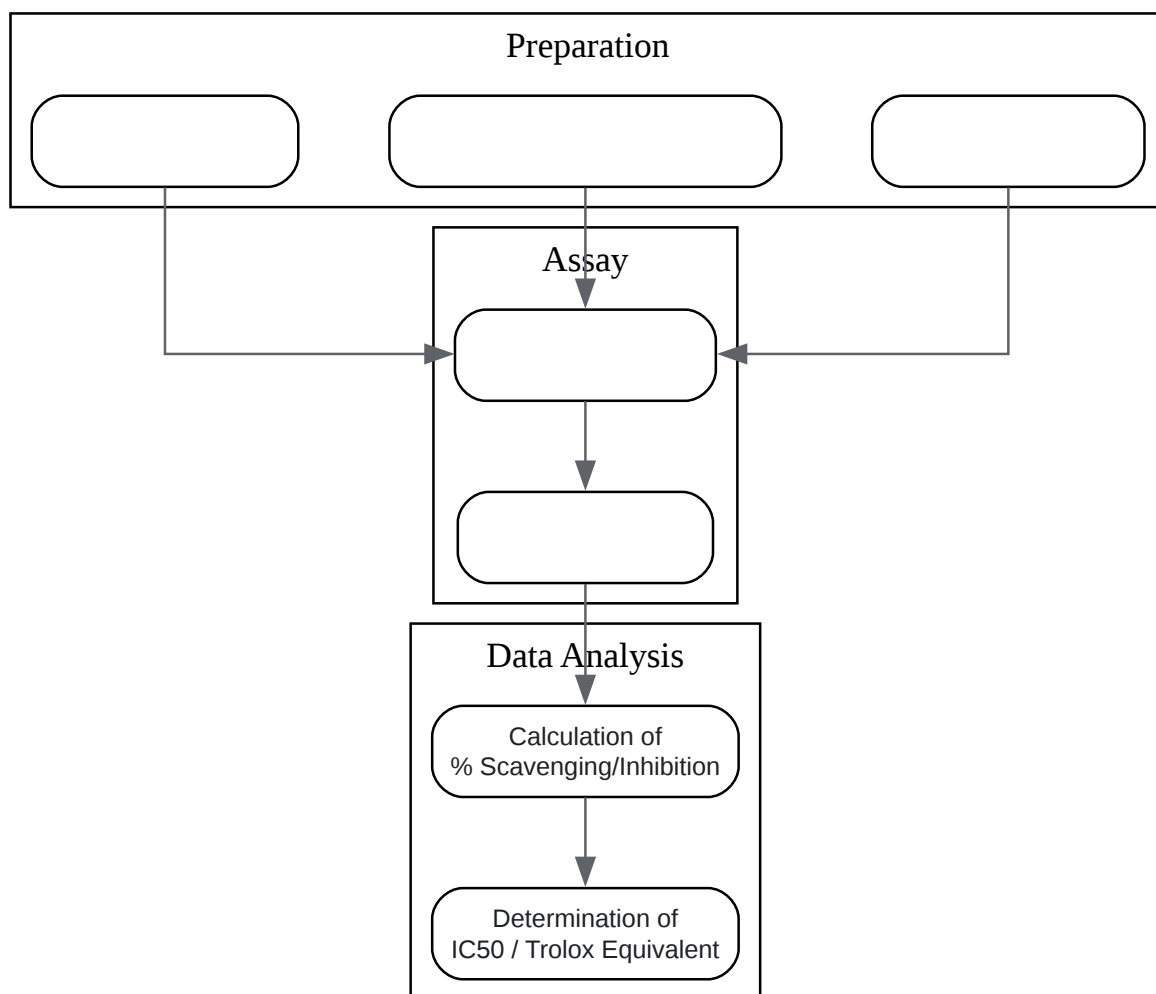 Preparation
Assay
Data Analysis
Calculation of
% Scavenging/Inhibition
Determination of
IC50 / Trolox Equivalent